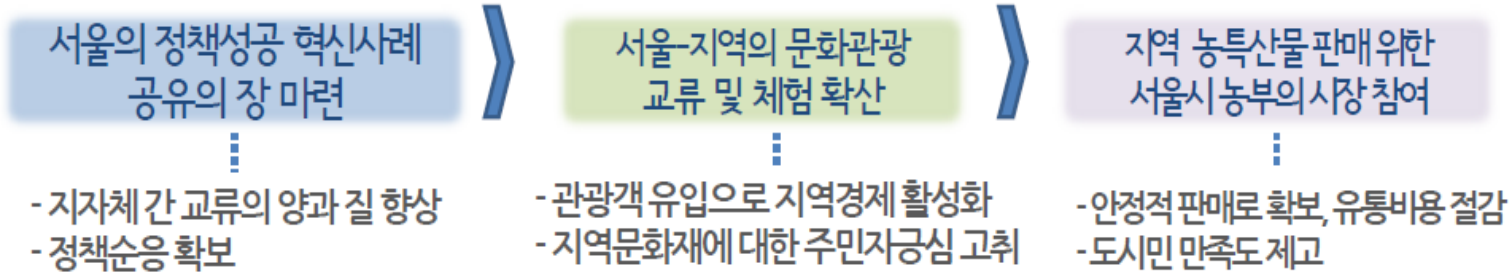 서울의 정책성공 혁신사례
공유의 장 마련
- 지자체 간 교류의 양과 질 향상
- 정책순응 확보
서울-지역의 문화관광
교류 및 체험 확산
- 관광객 유입으로 지역경제 활성화
- 지역문화재에 대한 주민자긍심 고취
지역 농특산물 판매 위한
서울시 농부의 시장 참여
- 안정적 판매로 확보, 유통비용 절감
- 도시민 만족도 제고